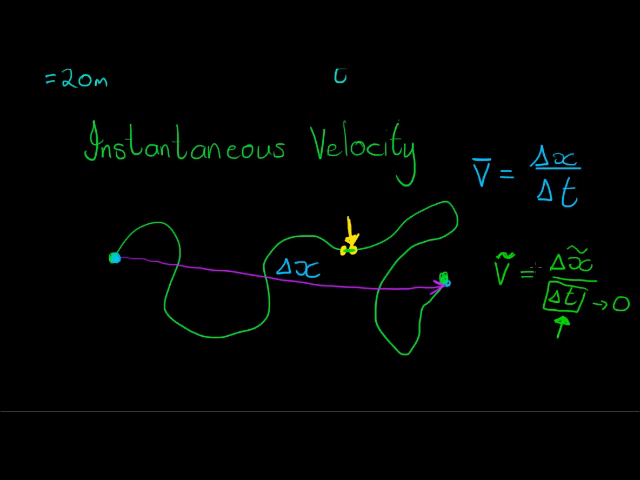 =20m
Instantaneous Velocity
V̅ = Δx/Δt
Δx
Ṽ = Δx̃/Δt → 0